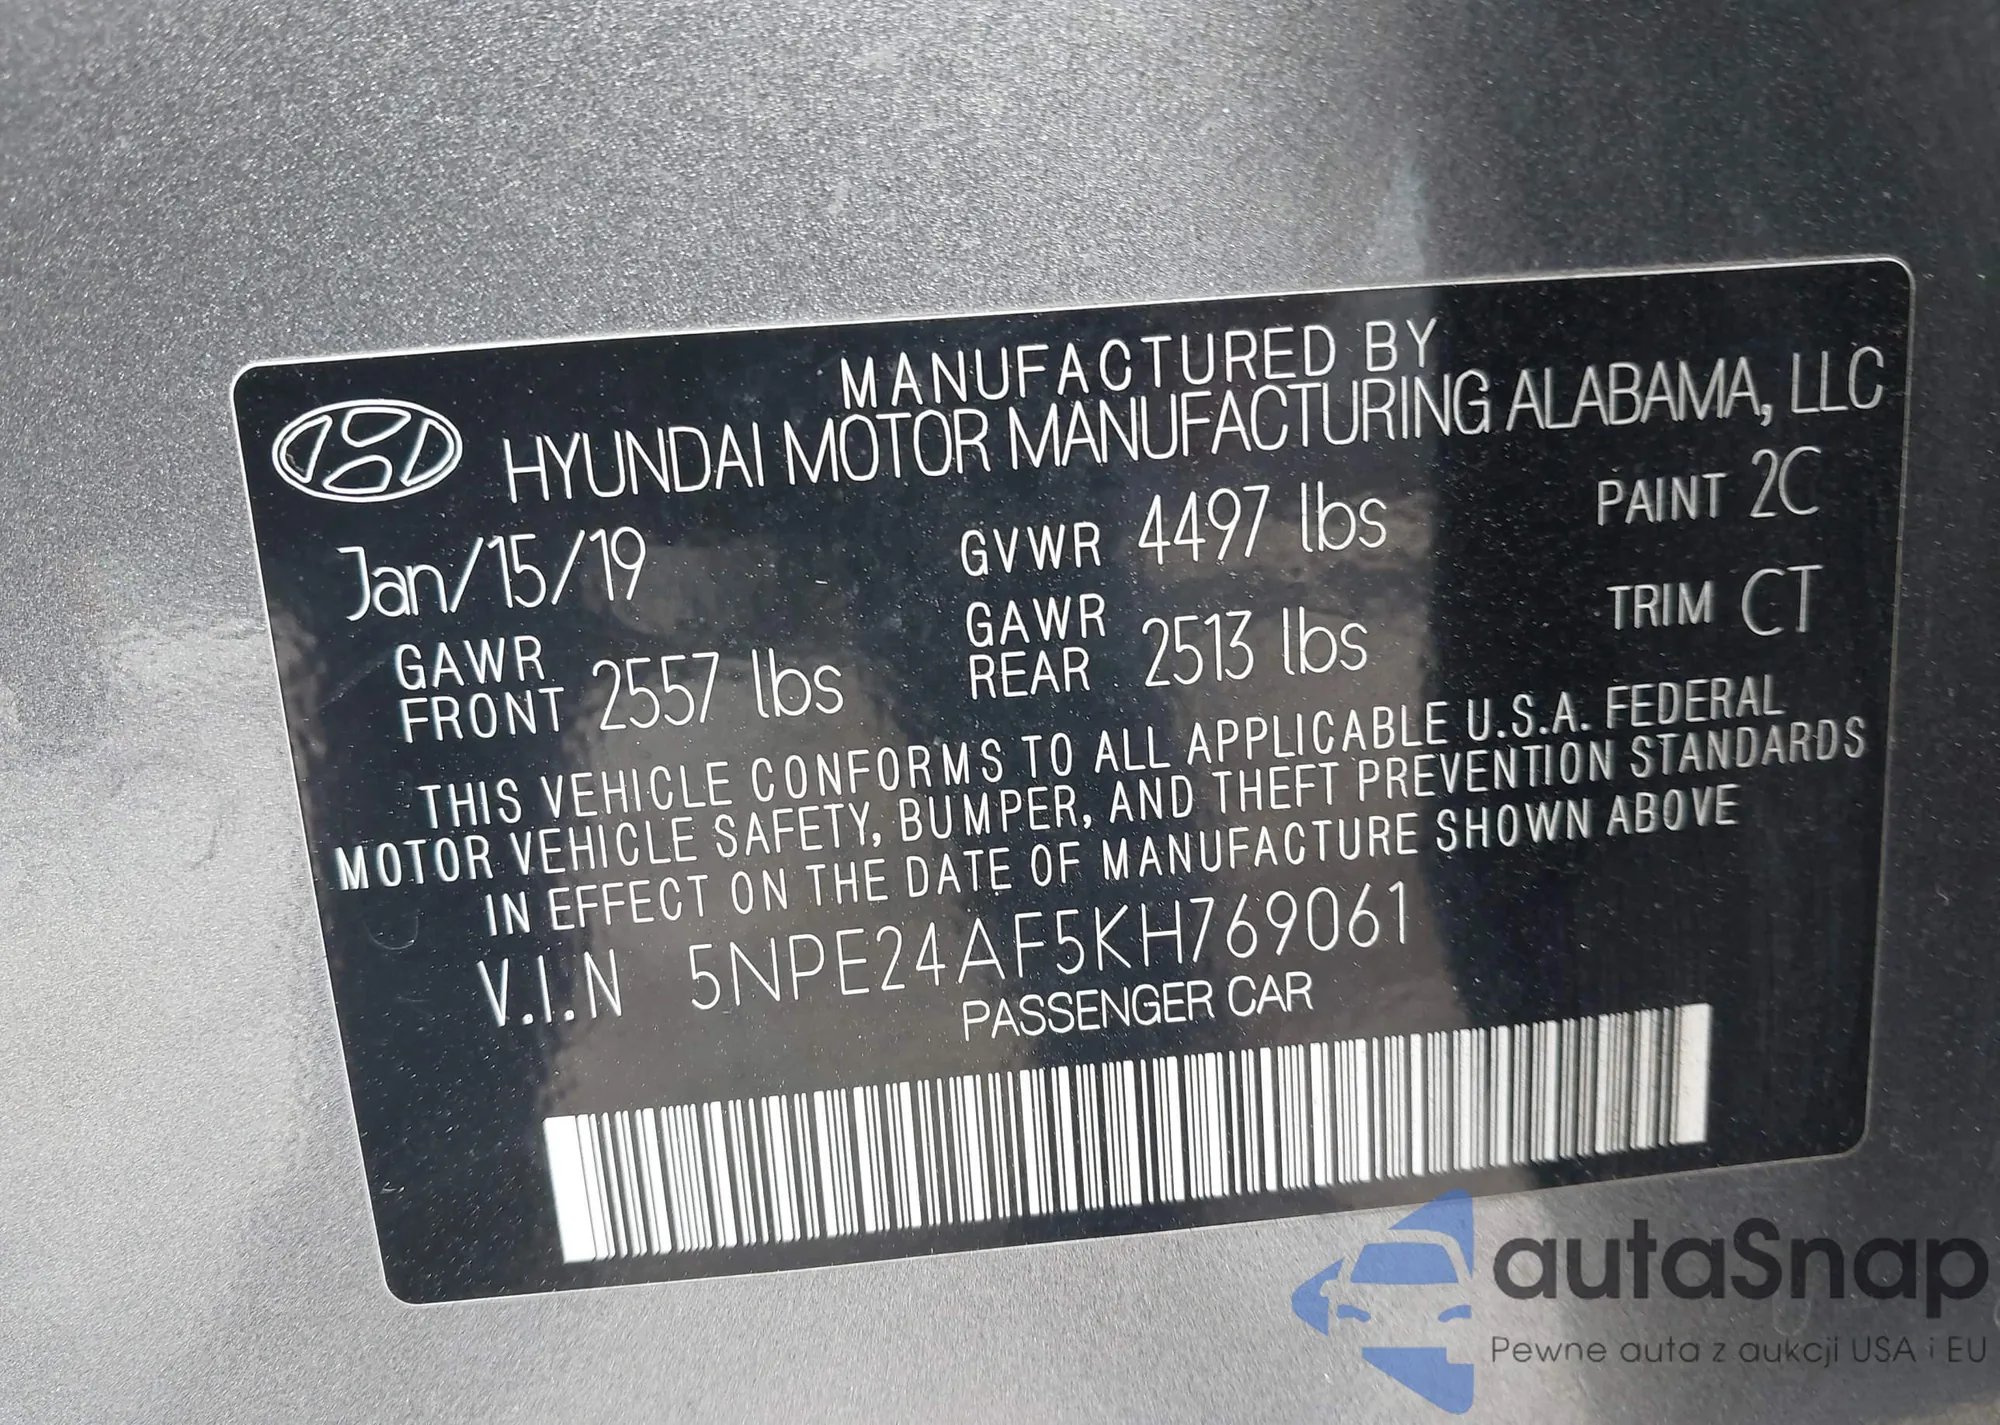 MANUFACTURED BY
HYUNDAI MOTOR MANUFACTURING ALABAMA, LLC
Jan/15/19 GVWR 4497 lbs PAINT 2C
GAWR FRONT 2557 lbs GAWR REAR 2513 lbs TRIM CT
THIS VEHICLE CONFORMS TO ALL APPLICABLE U.S.A. FEDERAL
MOTOR VEHICLE SAFETY, BUMPER, AND THEFT PREVENTION STANDARDS
IN EFFECT ON THE DATE OF MANUFACTURE SHOWN ABOVE
V.I.N 5NPE24AF5KH769061
PASSENGER CAR
autaSnap
Pewne auta z aukcji USA i EU